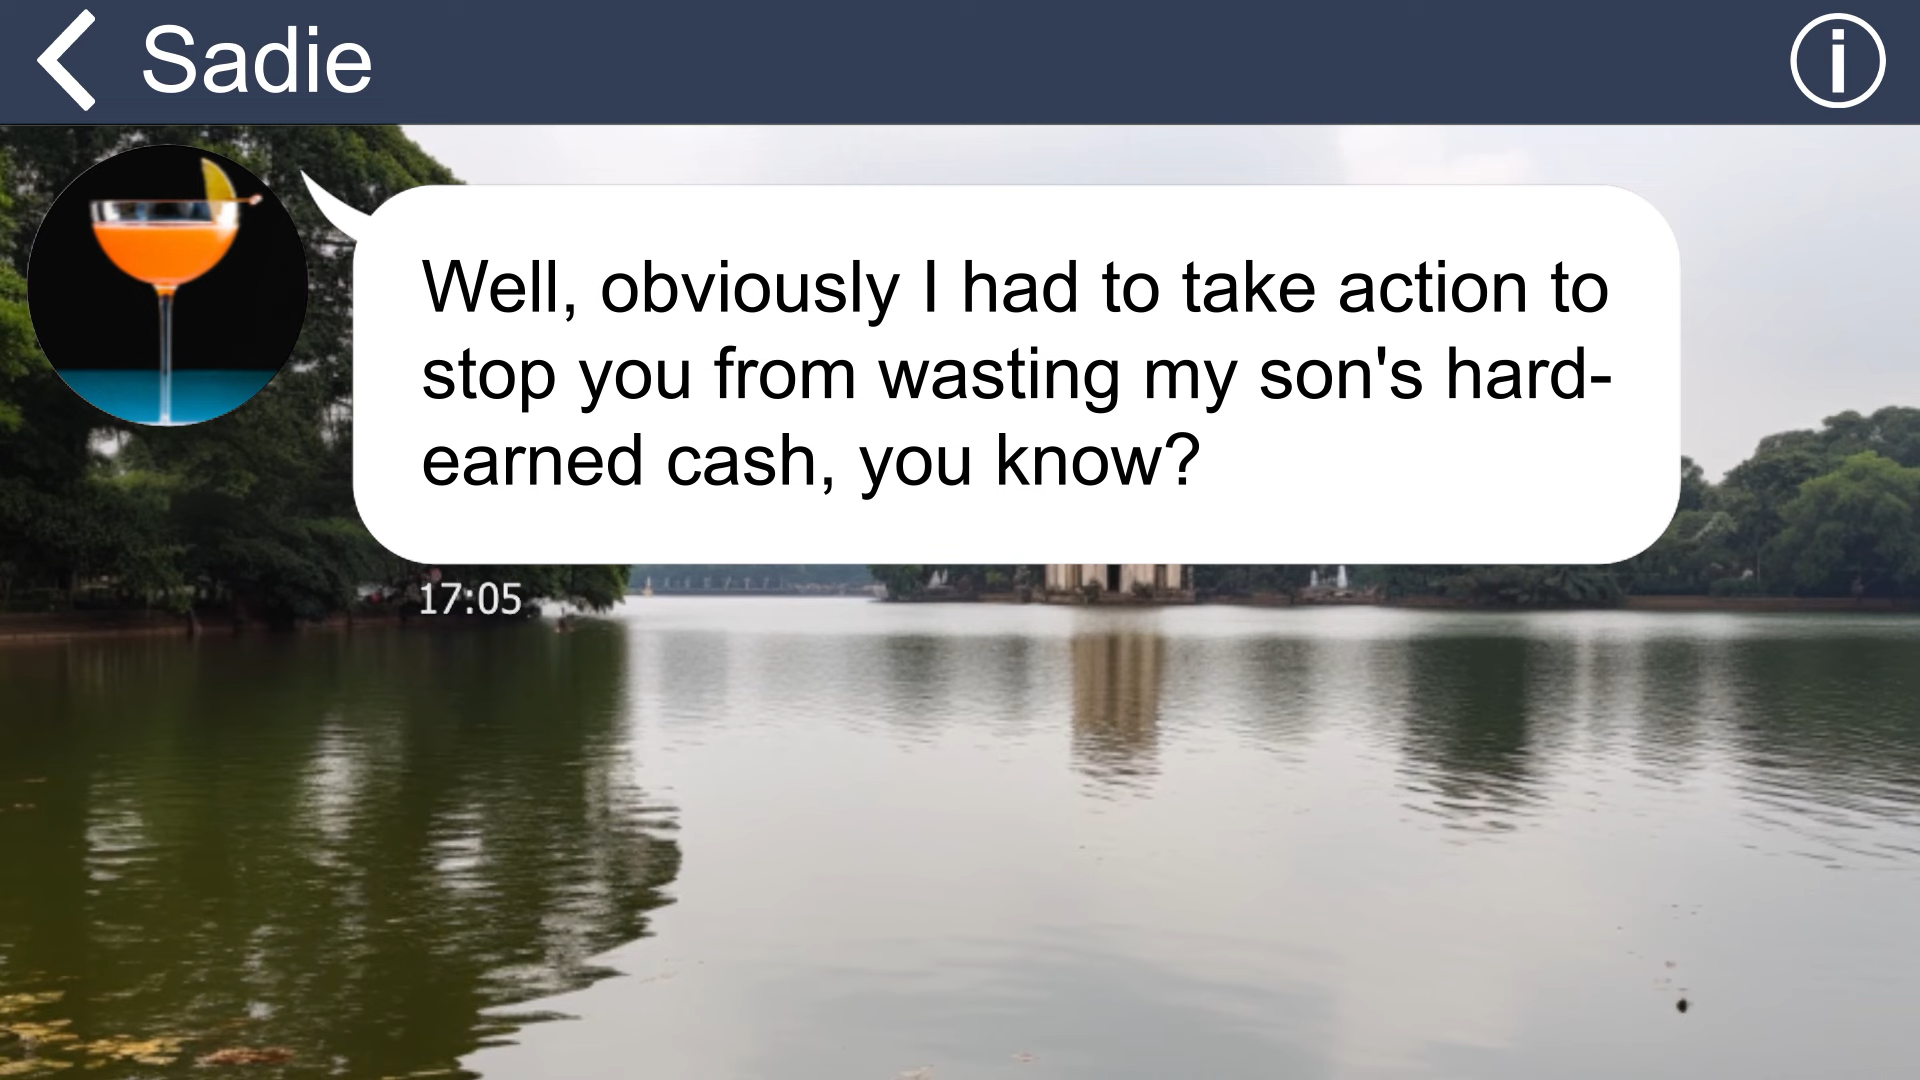 Sadie
Well, obviously I had to take action to
stop you from wasting my son's hard-
earned cash, you know?
17:05